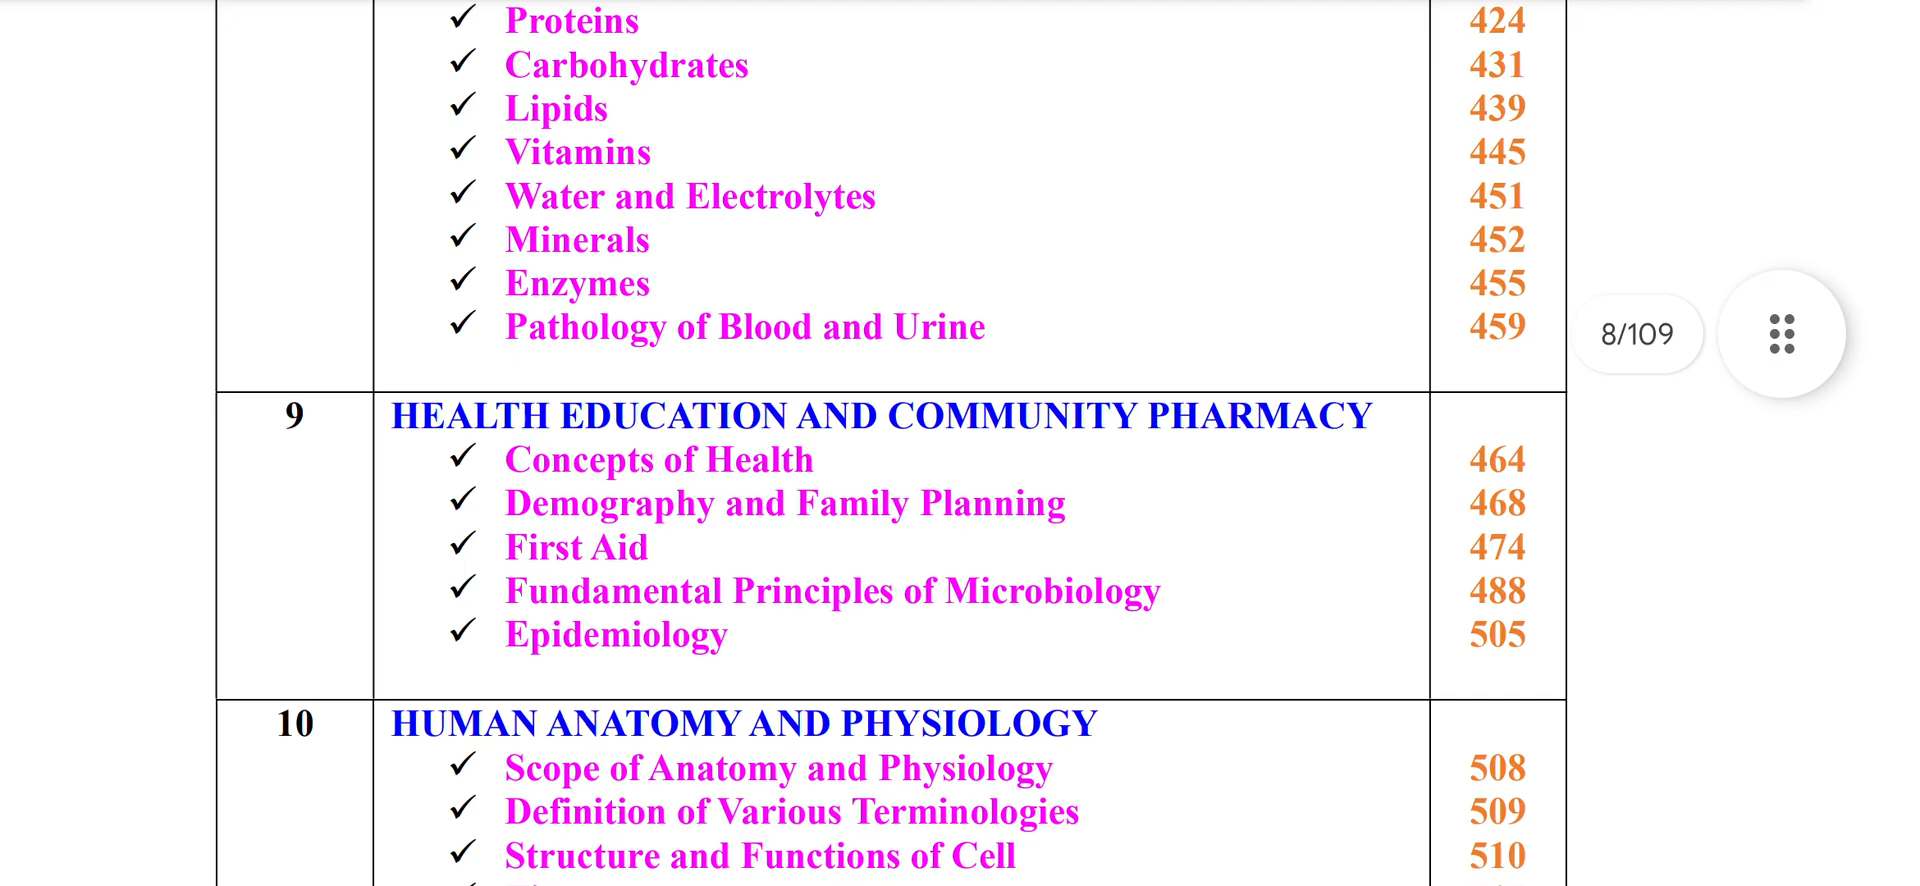 ✓ Proteins 424
✓ Carbohydrates 431
✓ Lipids 439
✓ Vitamins 445
✓ Water and Electrolytes 451
✓ Minerals 452
✓ Enzymes 455
✓ Pathology of Blood and Urine 459
8/109
9 HEALTH EDUCATION AND COMMUNITY PHARMACY
✓ Concepts of Health 464
✓ Demography and Family Planning 468
✓ First Aid 474
✓ Fundamental Principles of Microbiology 488
✓ Epidemiology 505
10 HUMAN ANATOMY AND PHYSIOLOGY
✓ Scope of Anatomy and Physiology 508
✓ Definition of Various Terminologies 509
✓ Structure and Functions of Cell 510